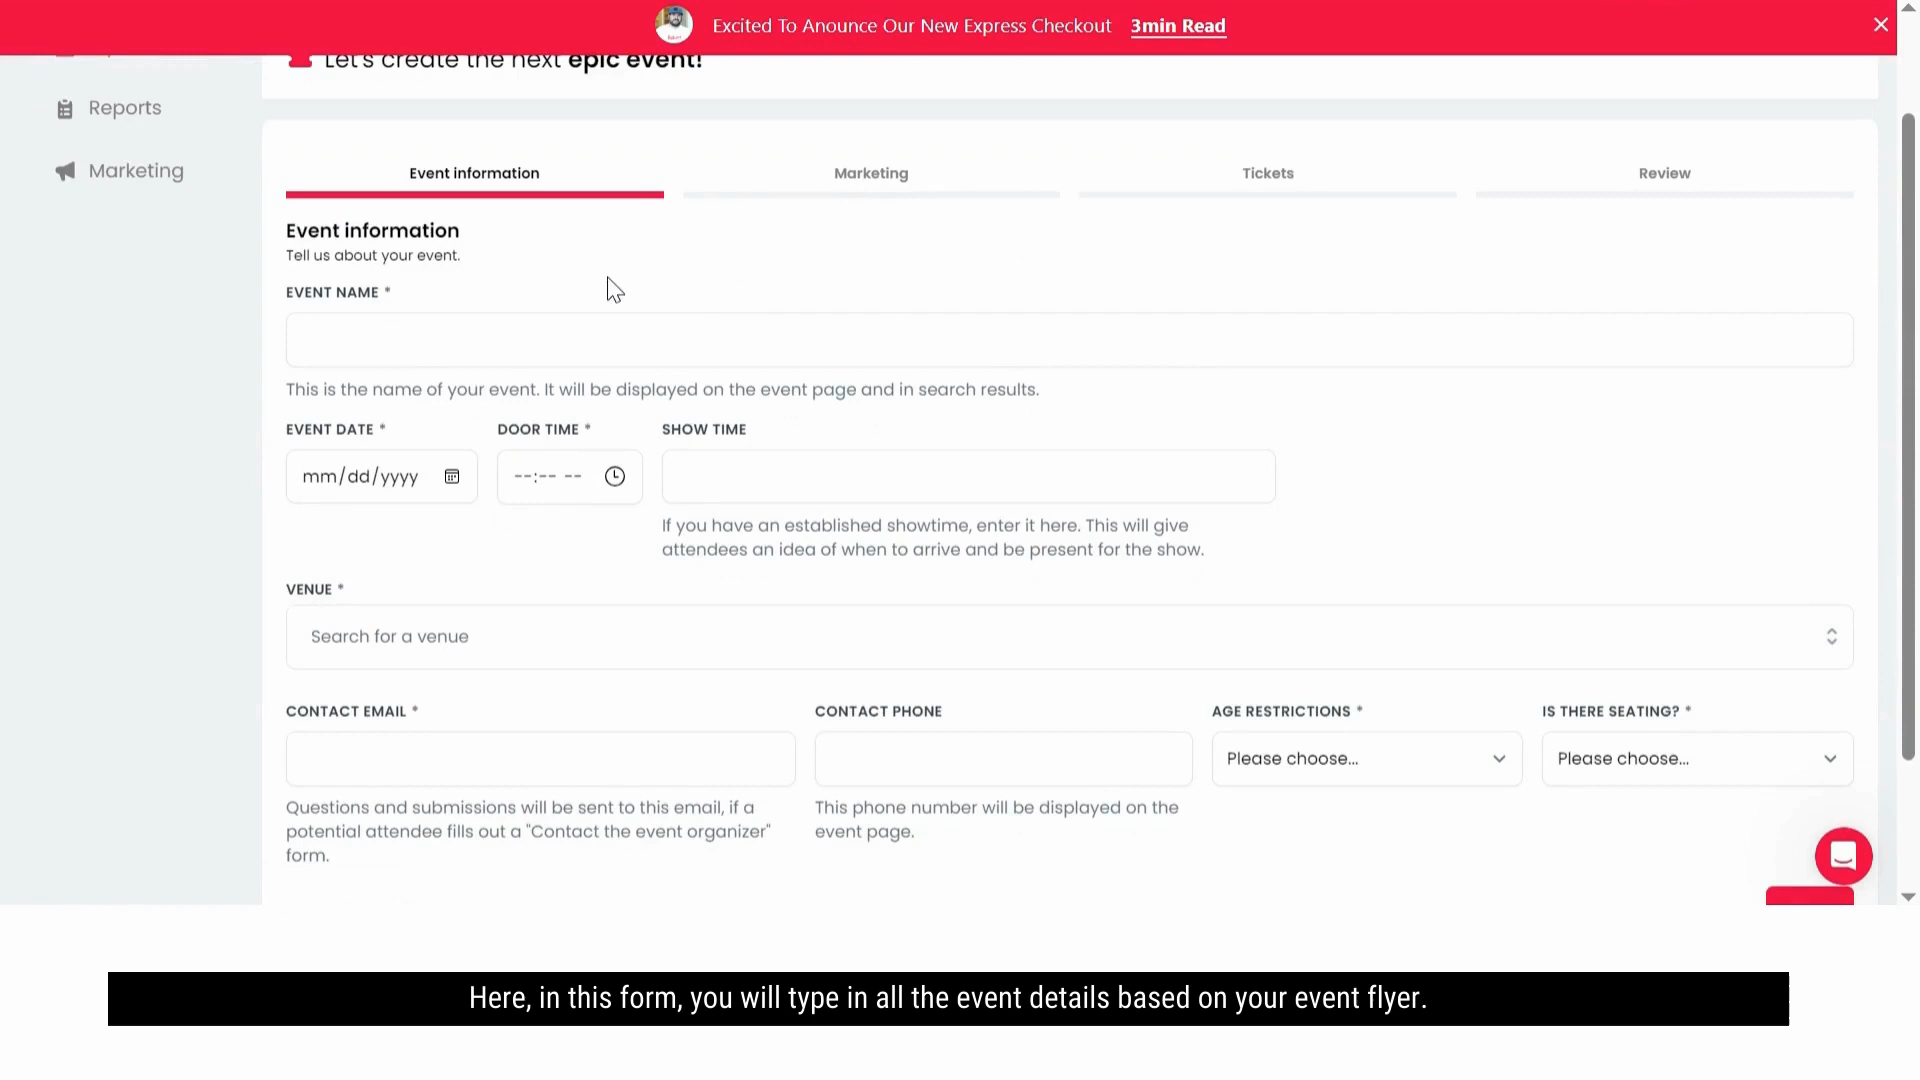 Excited To Anounce Our New Express Checkout 3min Read
Let's create the next epic event!
Reports
Marketing
Event information Marketing Tickets Review
Event information
Tell us about your event.
EVENT NAME *
This is the name of your event. It will be displayed on the event page and in search results.
EVENT DATE * DOOR TIME * SHOW TIME
mm/dd/yyyy --:-- --
If you have an established showtime, enter it here. This will give
attendees an idea of when to arrive and be present for the show.
VENUE *
Search for a venue
CONTACT EMAIL * CONTACT PHONE AGE RESTRICTIONS * IS THERE SEATING? *
Please choose... Please choose...
Questions and submissions will be sent to this email, if a
potential attendee fills out a "Contact the event organizer"
form.
This phone number will be displayed on the
event page.
Here, in this form, you will type in all the event details based on your event flyer.